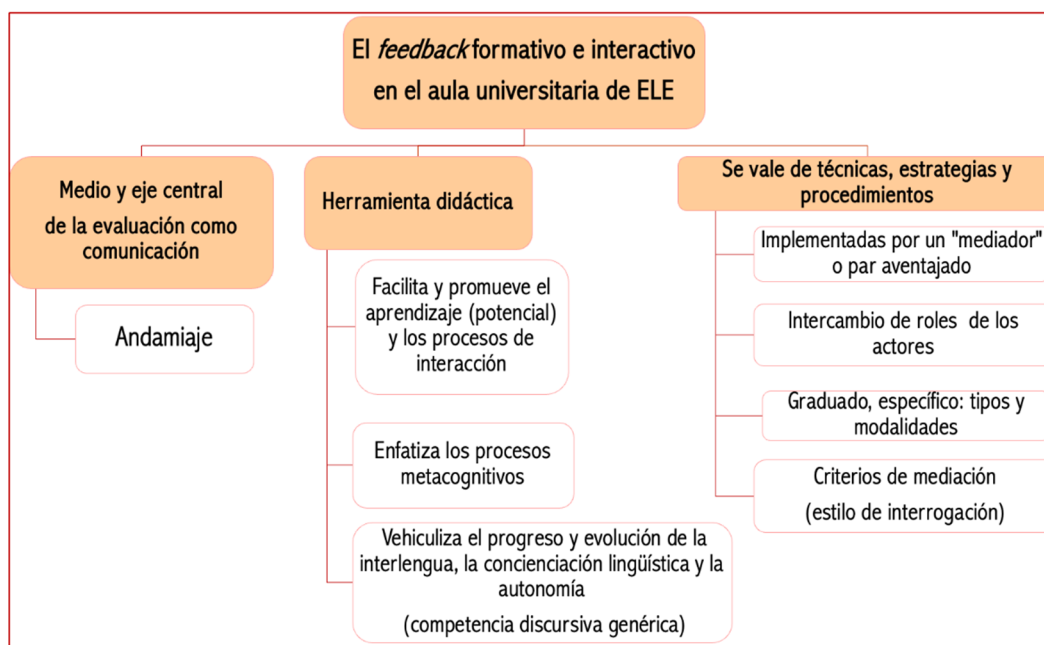 El feedback formativo e interactivo
en el aula universitaria de ELE
Medio y eje central
de la evaluación como
comunicación
Andamiaje
Herramienta didáctica
Facilita y promueve el
aprendizaje (potencial)
y los procesos de
interacción
Enfatiza los procesos
metacognitivos
Vehiculiza el progreso y evolución de la
interlengua, la concienciación lingüística y la
autonomía
(competencia discursiva genérica)
Se vale de técnicas, estrategias y
procedimientos
Implementadas por un "mediador"
o par aventajado
Intercambio de roles de los
actores
Graduado, específico: tipos y
modalidades
Criterios de mediación
(estilo de interrogación)